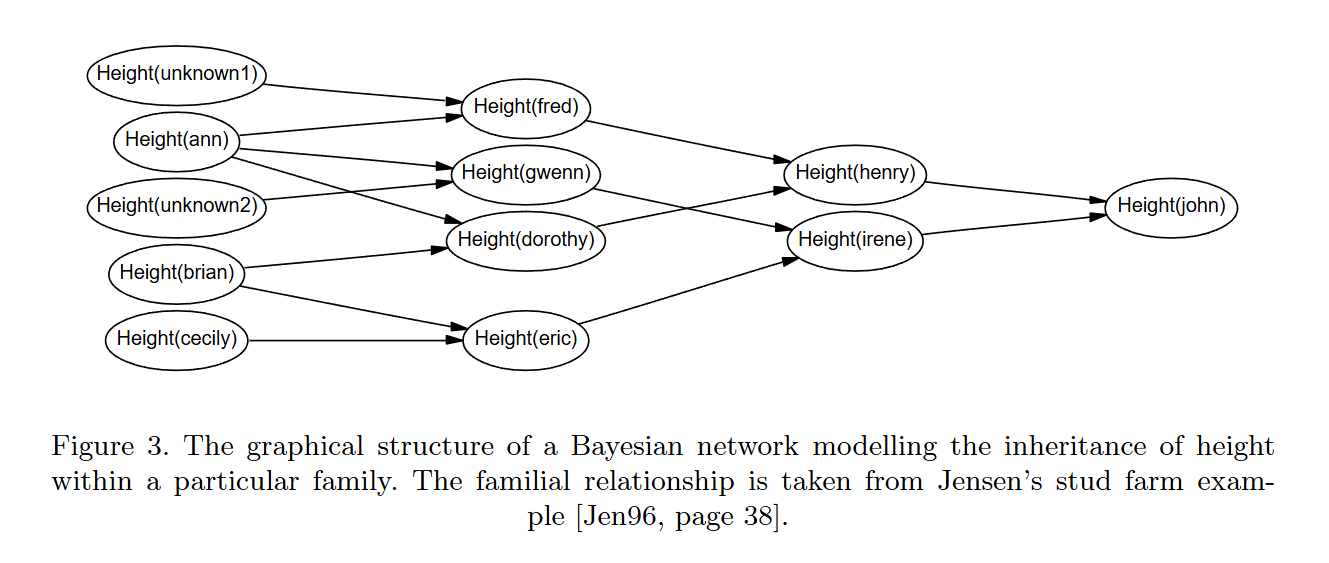 Height(unknown1)
Height(fred)
Height(ann)
Height(gwenn)
Height(henry)
Height(unknown2)
Height(john)
Height(dorothy)
Height(irene)
Height(brian)
Height(cecily)
Height(eric)
Figure 3. The graphical structure of a Bayesian network modelling the inheritance of height
within a particular family. The familial relationship is taken from Jensen's stud farm exam-
ple [Jen96, page 38].